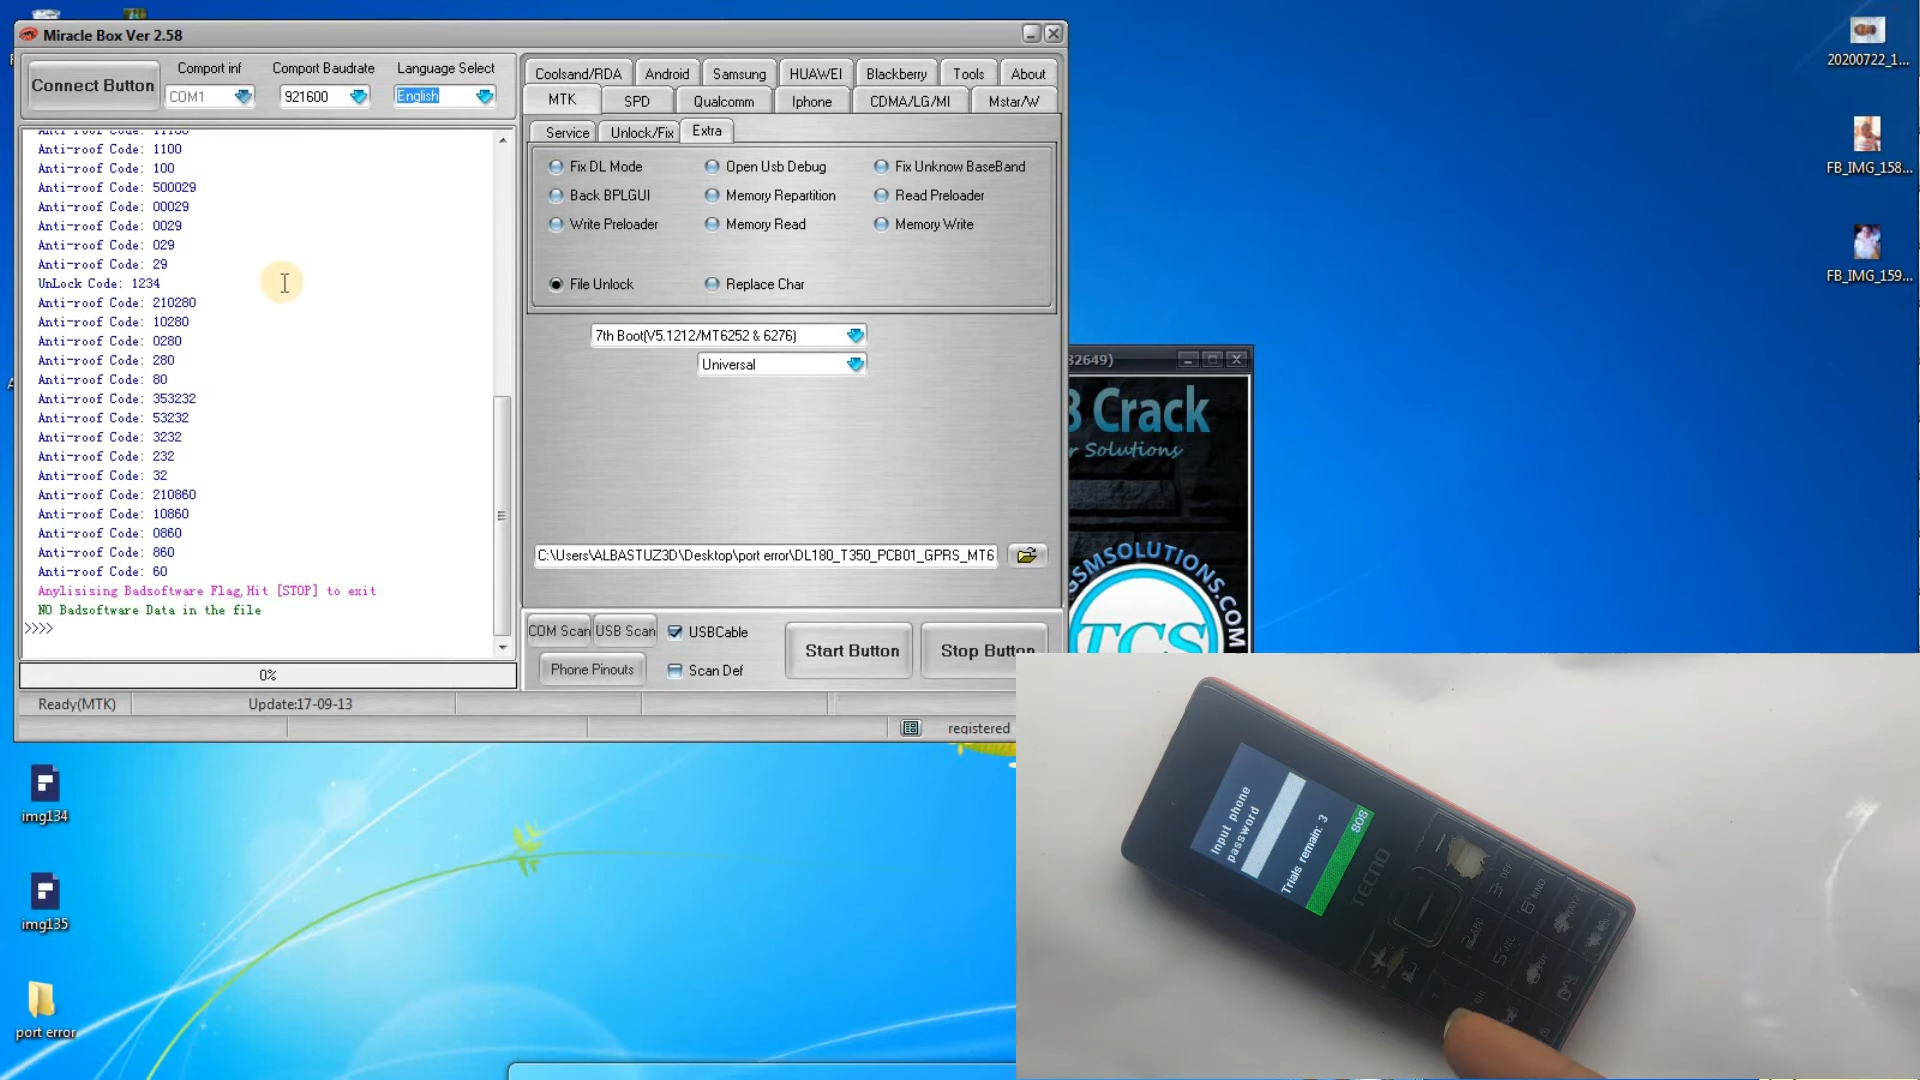 Miracle Box Ver 2.58
Connect Button
Comport inf
Comport Baudrate
Language Select
COM1
921600
English
Anti-roof Code: 1100
Anti-roof Code: 100
Anti-roof Code: 500029
Anti-roof Code: 00029
Anti-roof Code: 0029
Anti-roof Code: 029
Anti-roof Code: 29
UnLock Code: 1234
Anti-roof Code: 210280
Anti-roof Code: 10280
Anti-roof Code: 0280
Anti-roof Code: 280
Anti-roof Code: 80
Anti-roof Code: 353232
Anti-roof Code: 53232
Anti-roof Code: 3232
Anti-roof Code: 232
Anti-roof Code: 32
Anti-roof Code: 210860
Anti-roof Code: 10860
Anti-roof Code: 0860
Anti-roof Code: 860
Anti-roof Code: 60
Anylisising Badsoftware Flag,Hit [STOP] to exit
NO Badsoftware Data in the file
>>>>
0%
Ready(MTK)
Update:17-09-13
registered
Coolsand/RDA
Android
Samsung
HUAWEI
Blackberry
Tools
About
MTK
SPD
Qualcomm
Iphone
CDMA/LG/MI
Mstar/W
Service
Unlock/Fix
Extra
Fix DL Mode
Open Usb Debug
Fix Unknow BaseBand
Back BPLGUI
Memory Repartition
Read Preloader
Write Preloader
Memory Read
Memory Write
File Unlock
Replace Char
7th Boot(V5.1212/MT6252 & 6276)
Universal
C:\Users\ALBASTUZ3D\Desktop\port error\DL180_T350_PCB01_GPRS_MT6
COM Scan
USB Scan
USBCable
Phone Pinouts
Scan Def
Start Button
Stop Button
32649)
Crack
r Solutions
GSMSOLUTIONS.COM
TCS
20200722_1...
FB_IMG_158...
FB_IMG_159...
img134
img135
port error
Input phone
password
Trials remain: 3
SOS
TECNO